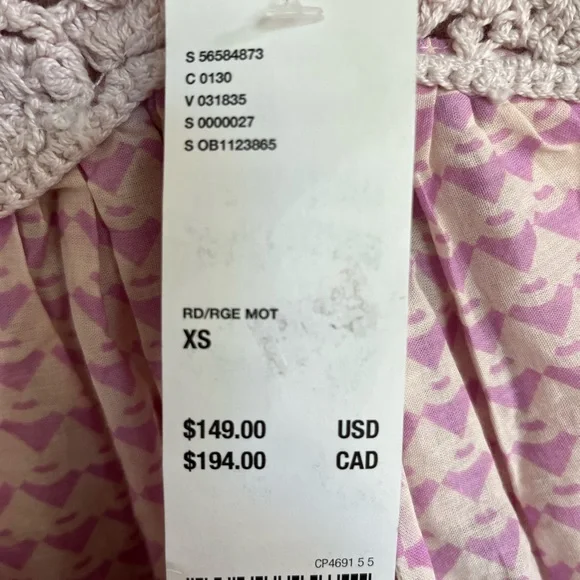 S 56584873
C 0130
V 031835
S 0000027
S OB1123865
RD/RGE MOT
XS
$149.00 USD
$194.00 CAD
CP4691 5 5